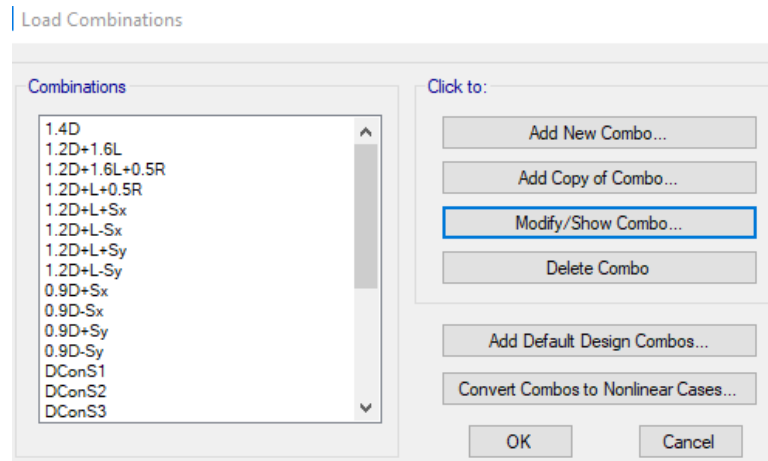 Load Combinations
Combinations
1.4D
1.2D+1.6L
1.2D+1.6L+0.5R
1.2D+L+0.5R
1.2D+L+Sx
1.2D+L-Sx
1.2D+L+Sy
1.2D+L-Sy
0.9D+Sx
0.9D-Sx
0.9D+Sy
0.9D-Sy
DConS1
DConS2
DConS3
Click to:
Add New Combo...
Add Copy of Combo...
Modify/Show Combo...
Delete Combo
Add Default Design Combos...
Convert Combos to Nonlinear Cases...
OK
Cancel